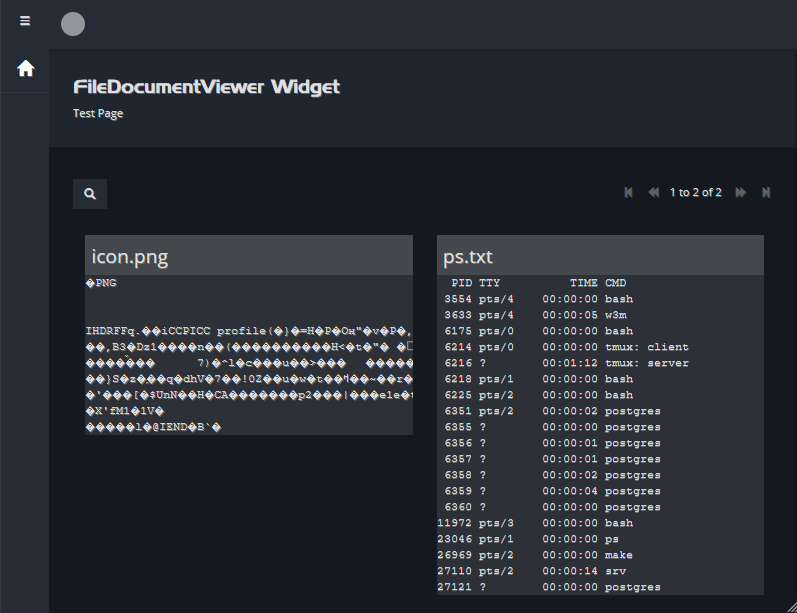 FileDocumentViewer Widget
Test Page
1 to 2 of 2
icon.png
�PNG
IHDRFFq.��iCCPICC profile(�}�=H�P�Oн"�v�P�,
��,B3�Dz1����n��(����������H<�t�"�
7)�^l�c���u��>���
��}S�z���q�dhV�7��!0Z��u�w�t��
�'���[�$UnN��H�CA�������p2���|���e1e�t
�X'fM1�1V�
�����l�@IEND�B`�
ps.txt
PID TTY TIME CMD
3554 pts/4 00:00:00 bash
3633 pts/4 00:00:05 w3m
6175 pts/0 00:00:00 bash
6214 pts/0 00:00:00 tmux: client
6216 ? 00:01:12 tmux: server
6218 pts/1 00:00:00 bash
6225 pts/2 00:00:00 bash
6351 pts/2 00:00:02 postgres
6355 ? 00:00:00 postgres
6356 ? 00:00:01 postgres
6357 ? 00:00:01 postgres
6358 ? 00:00:02 postgres
6359 ? 00:00:04 postgres
6360 ? 00:00:00 postgres
11972 pts/3 00:00:00 bash
23046 pts/1 00:00:00 ps
26969 pts/2 00:00:00 make
27110 pts/2 00:00:14 srv
27121 ? 00:00:00 postgres